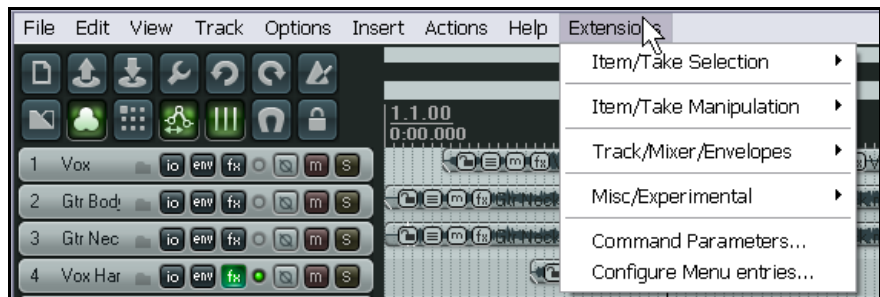 File Edit View Track Options Insert Actions Help Extensions
Item/Take Selection
Item/Take Manipulation
Track/Mixer/Envelopes
Misc/Experimental
Command Parameters...
Configure Menu entries...
1.1.00
0:00.000
1 Vox io env fx m S
2 Gtr Body io env fx m S
3 Gtr Nec io env fx m S
4 Vox Har io env fx m S